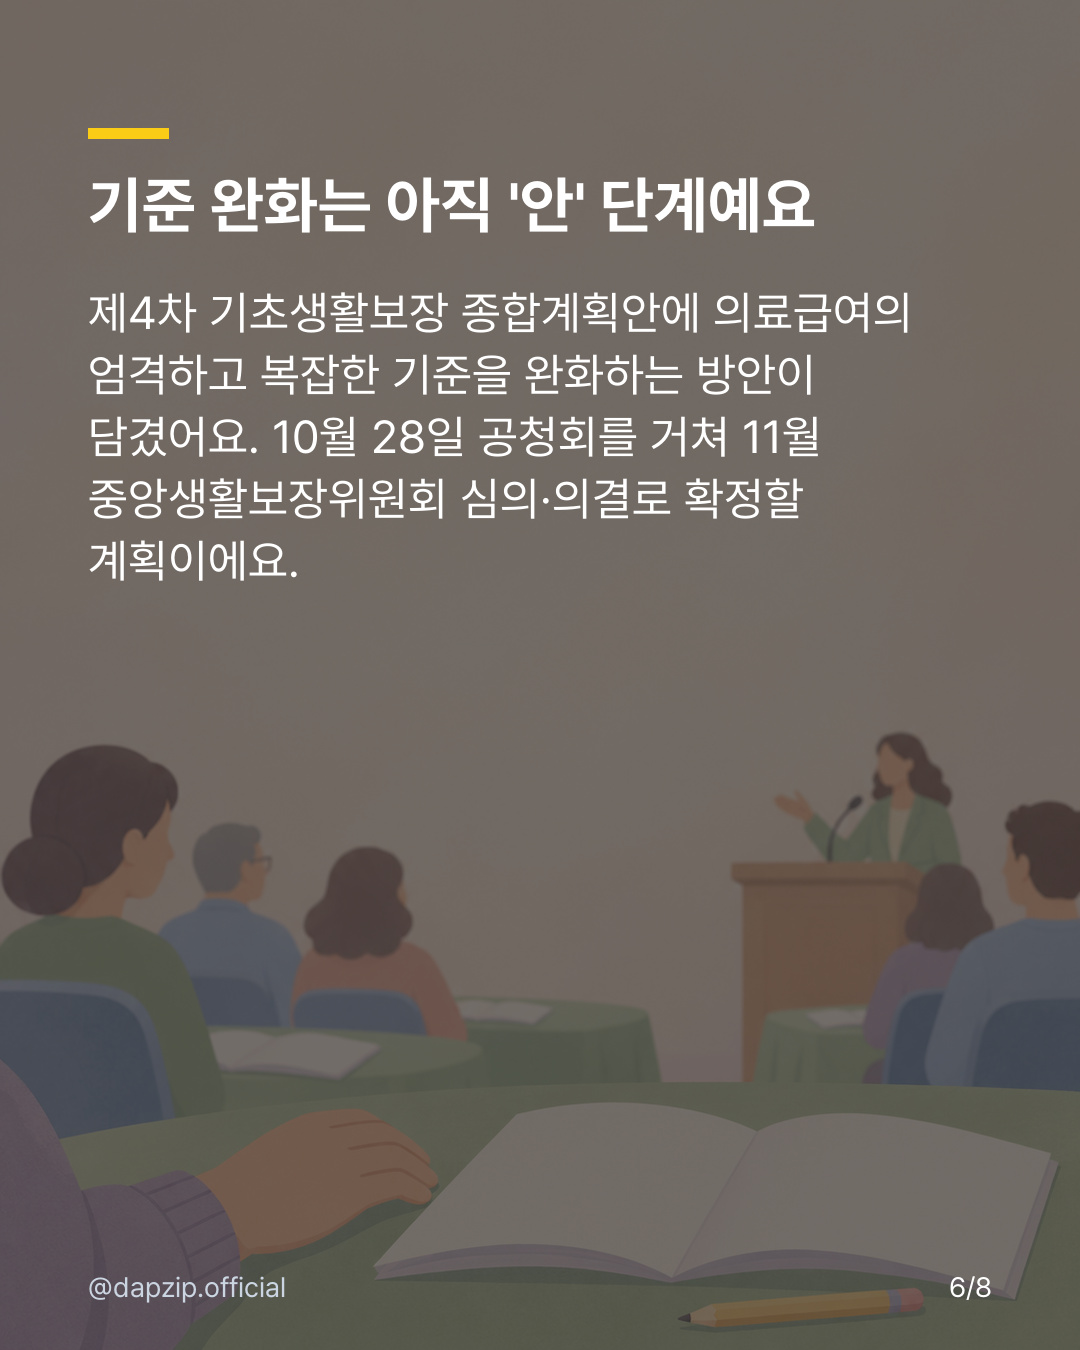 기준 완화는 아직 '안' 단계예요
제4차 기초생활보장 종합계획안에 의료급여의
엄격하고 복잡한 기준을 완화하는 방안이
담겼어요. 10월 28일 공청회를 거쳐 11월
중앙생활보장위원회 심의·의결로 확정할
계획이에요.
@dapzip.official
6/8